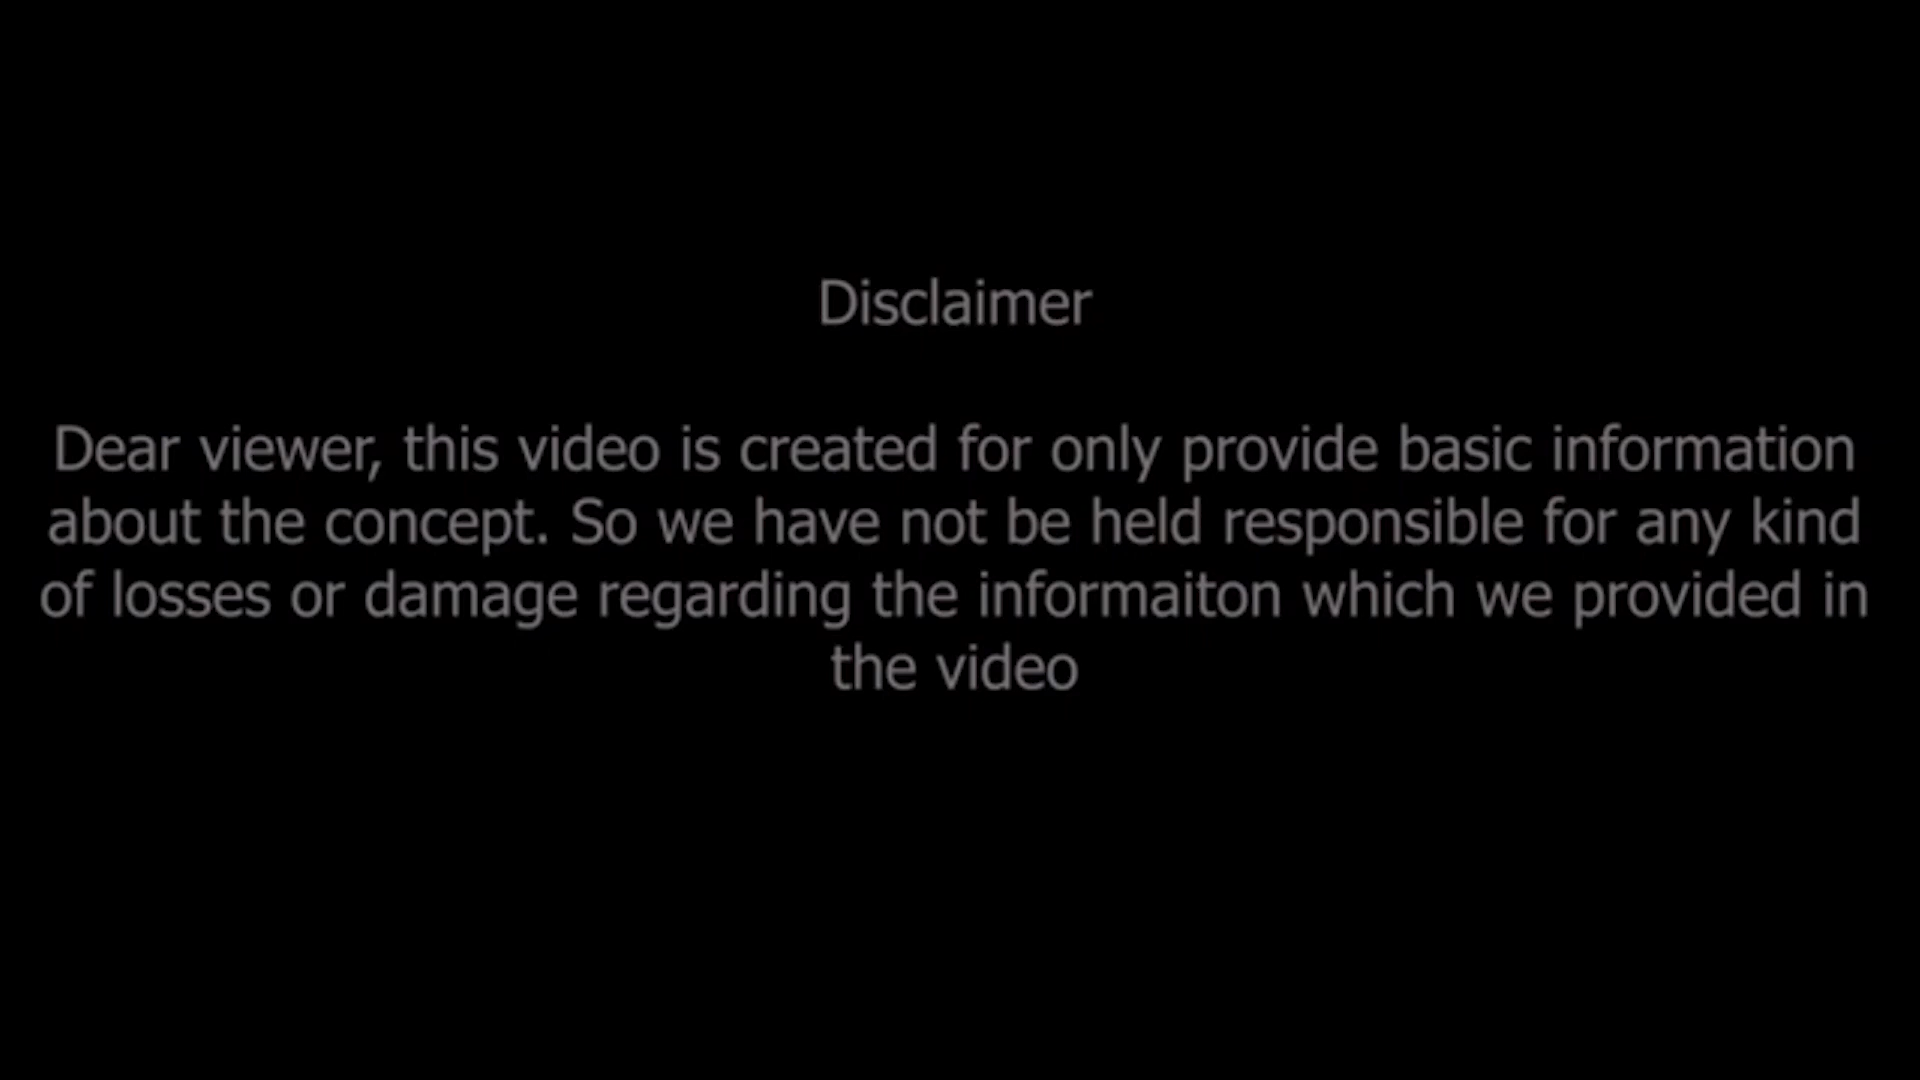 Disclaimer
Dear viewer, this video is created for only provide basic information
about the concept. So we have not be held responsible for any kind
of losses or damage regarding the informaiton which we provided in
the video